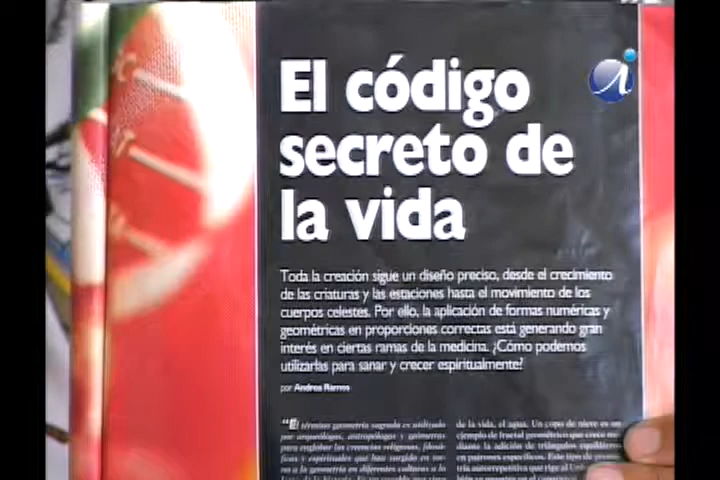 El código
secreto de
la vida
Toda la creación sigue un diseño preciso, desde el crecimiento
de las criaturas y las estaciones hasta el movimiento de los
cuerpos celestes. Por ello, la aplicación de formas numéricas y
geométricas en proporciones correctas está generando gran
interés en ciertas ramas de la medicina. ¿Cómo podemos
utilizarlas para sanar y crecer espiritualmente?
por Andrea Ramos
“El término geometría sagrada es utilizado
por arqueólogos, antropólogos y geómetras
para englobar las creencias religiosas, filosó-
ficas y espirituales que han surgido en tor-
no a la geometría en diferentes culturas a lo
de la vida, el agua. Un copo de nieve es un
ejemplo de fractal geométrico que crece me-
diante la adición de triángulos equiláteros
en patrones específicos. Este tipo de